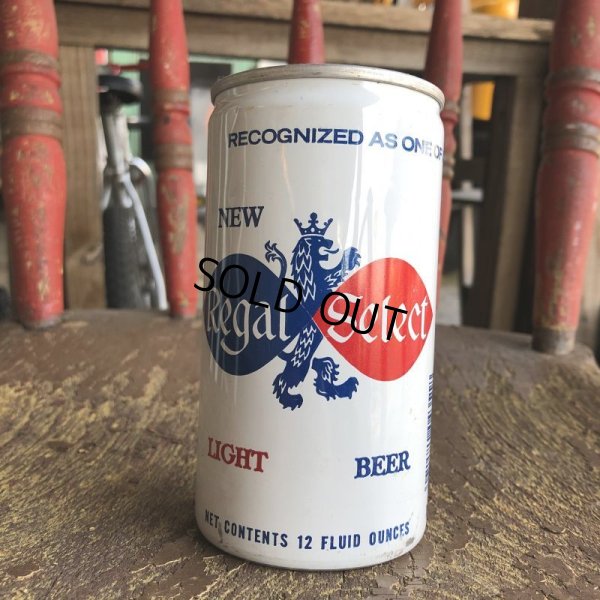 RECOGNIZED AS ONE OF
NEW
Regal Select
SOLD OUT
LIGHT BEER
NET CONTENTS 12 FLUID OUNCES